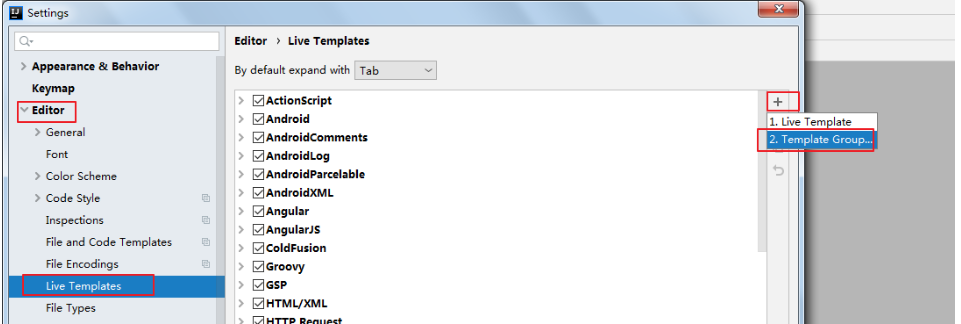 Settings
Appearance & Behavior
Keymap
Editor
General
Font
Color Scheme
Code Style
Inspections
File and Code Templates
File Encodings
Live Templates
File Types
Editor › Live Templates
By default expand with Tab
ActionScript
Android
AndroidComments
AndroidLog
AndroidParcelable
AndroidXML
Angular
AngularJS
ColdFusion
Groovy
GSP
HTML/XML
HTTP Request
1. Live Template
2. Template Group...